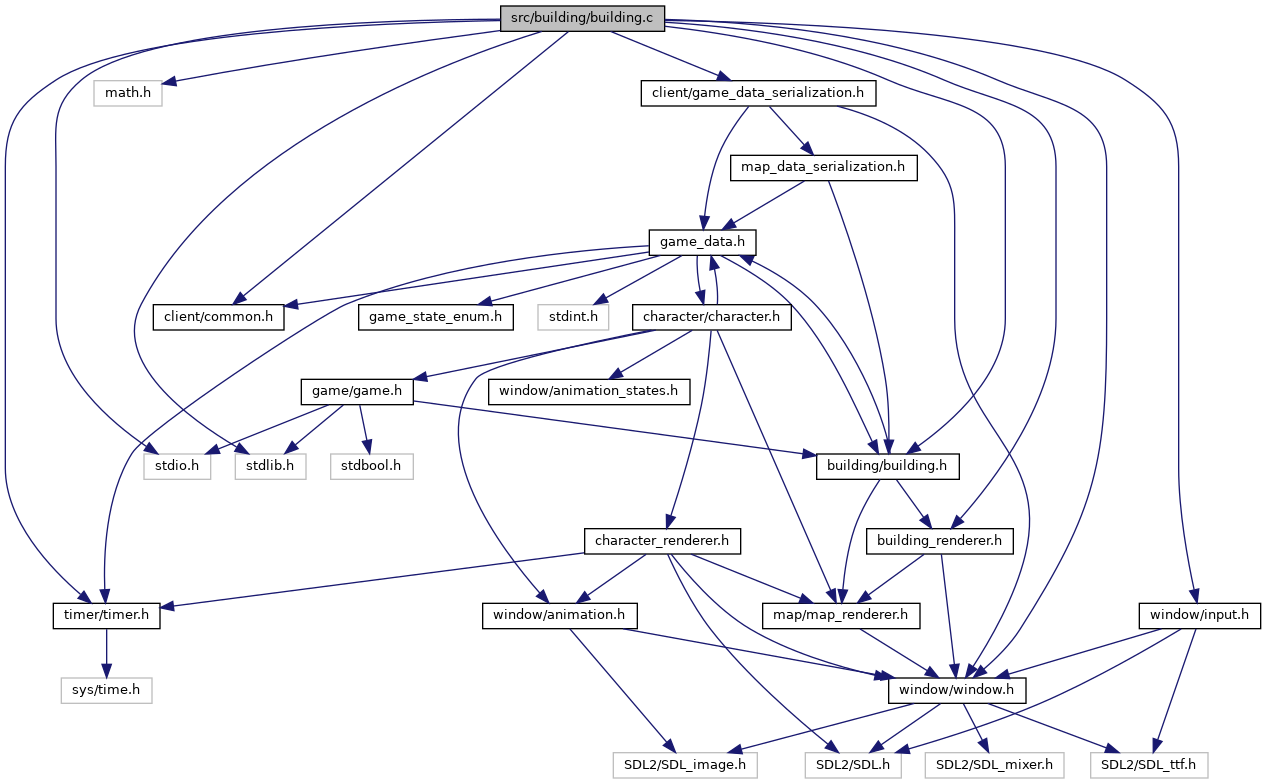 src/building/building.c
math.h
client/game_data_serialization.h
map_data_serialization.h
game_data.h
client/common.h
game_state_enum.h
stdint.h
character/character.h
game/game.h
window/animation_states.h
stdio.h
stdlib.h
stdbool.h
building/building.h
character_renderer.h
building_renderer.h
timer/timer.h
window/animation.h
map/map_renderer.h
window/input.h
sys/time.h
window/window.h
SDL2/SDL_image.h
SDL2/SDL.h
SDL2/SDL_mixer.h
SDL2/SDL_ttf.h